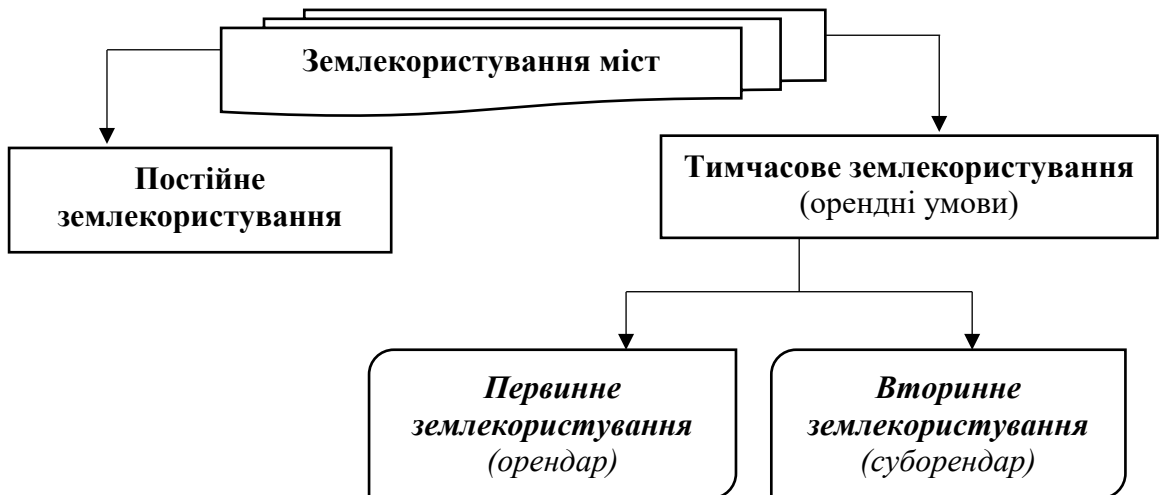 Землекористування міст
Постійне
землекористування
Тимчасове землекористування
(орендні умови)
Первинне
землекористування
(орендар)
Вторинне
землекористування
(суборендар)